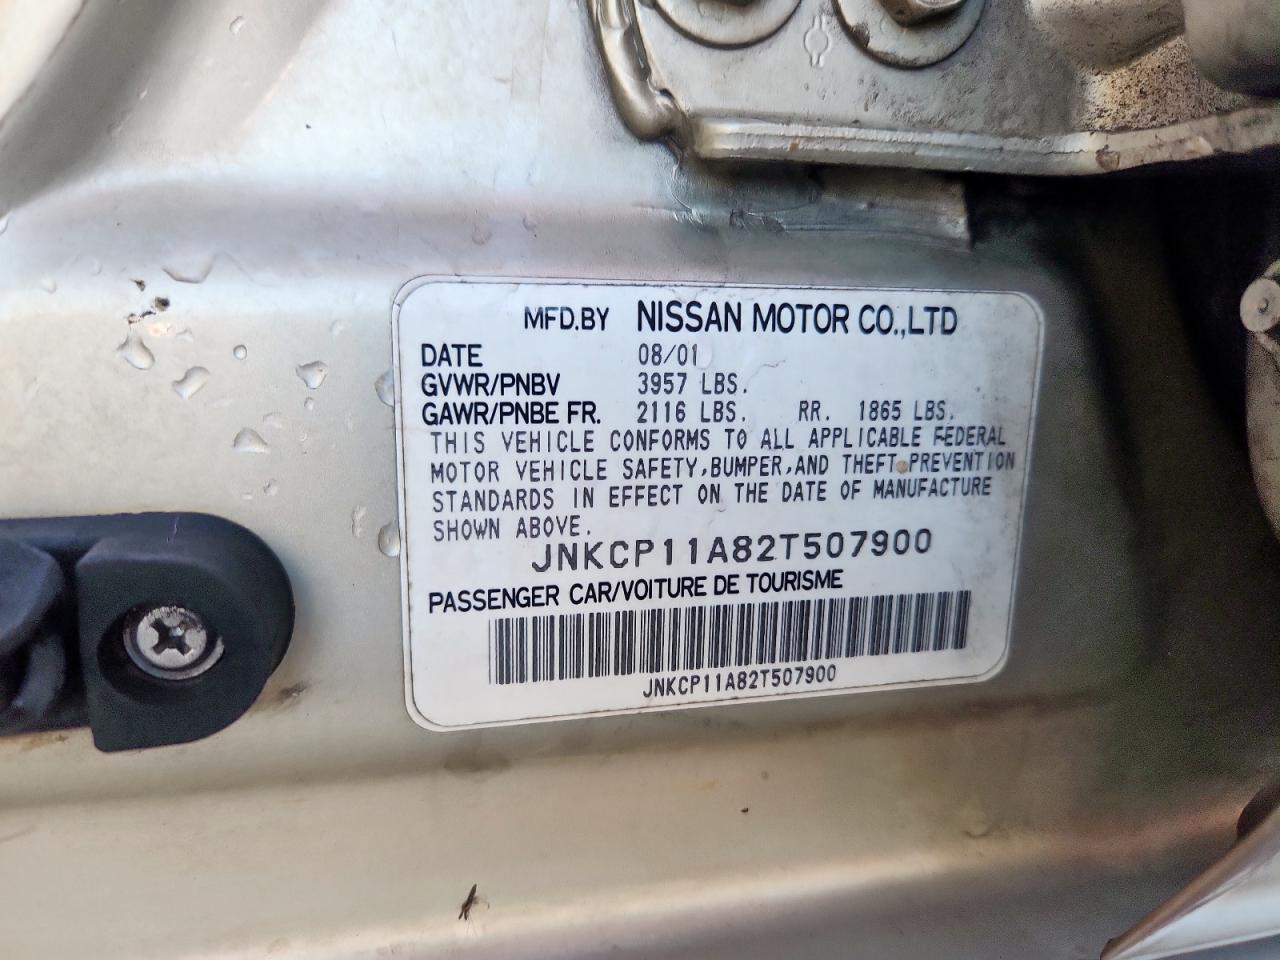 MFD.BY NISSAN MOTOR CO.,LTD
DATE 08/01
GVWR/PNBV 3957 LBS.
GAWR/PNBE FR. 2116 LBS. RR. 1865 LBS.
THIS VEHICLE CONFORMS TO ALL APPLICABLE FEDERAL
MOTOR VEHICLE SAFETY,BUMPER,AND THEFT PREVENTION
STANDARDS IN EFFECT ON THE DATE OF MANUFACTURE
SHOWN ABOVE.
JNKCP11A82T507900
PASSENGER CAR/VOITURE DE TOURISME
JNKCP11A82T507900